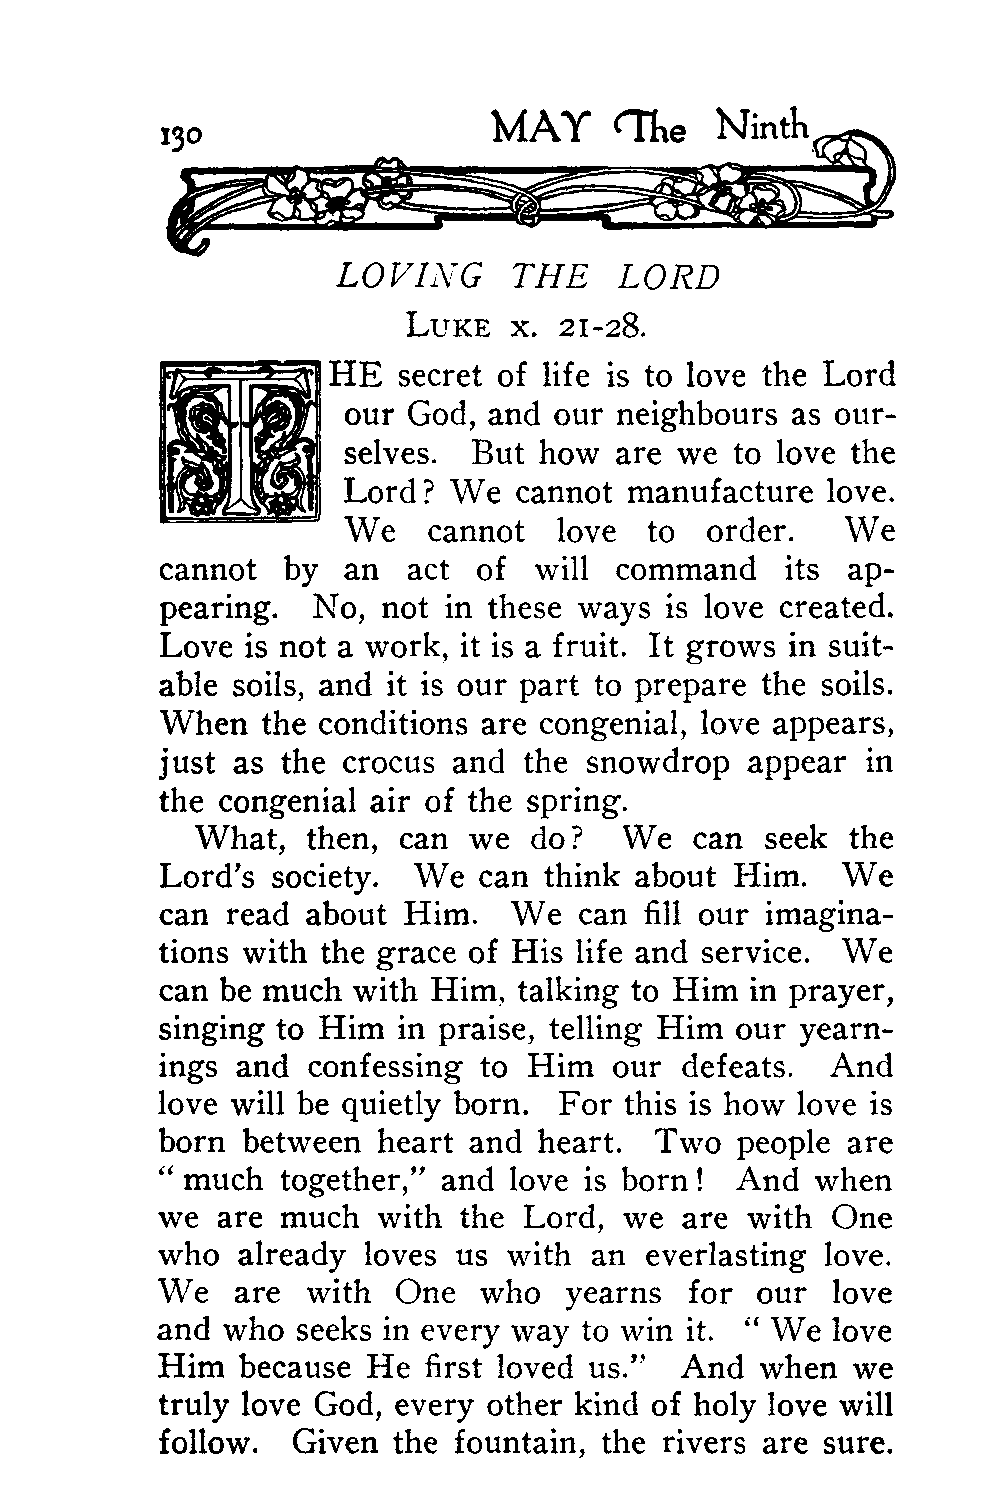 130 MAY The Ninth
LOVING THE LORD
LUKE X. 21-28.
THE secret of life is to love the Lord
our God, and our neighbours as our-
selves. But how are we to love the
Lord? We cannot manufacture love.
We cannot love to order. We
cannot by an act of will command its ap-
pearing. No, not in these ways is love created.
Love is not a work, it is a fruit. It grows in suit-
able soils, and it is our part to prepare the soils.
When the conditions are congenial, love appears,
just as the crocus and the snowdrop appear in
the congenial air of the spring.
What, then, can we do? We can seek the
Lord's society. We can think about Him. We
can read about Him. We can fill our imagina-
tions with the grace of His life and service. We
can be much with Him, talking to Him in prayer,
singing to Him in praise, telling Him our yearn-
ings and confessing to Him our defeats. And
love will be quietly born. For this is how love is
born between heart and heart. Two people are
“ much together,” and love is born! And when
we are much with the Lord, we are with One
who already loves us with an everlasting love.
We are with One who yearns for our love
and who seeks in every way to win it. “ We love
Him because He first loved us.” And when we
truly love God, every other kind of holy love will
follow. Given the fountain, the rivers are sure.